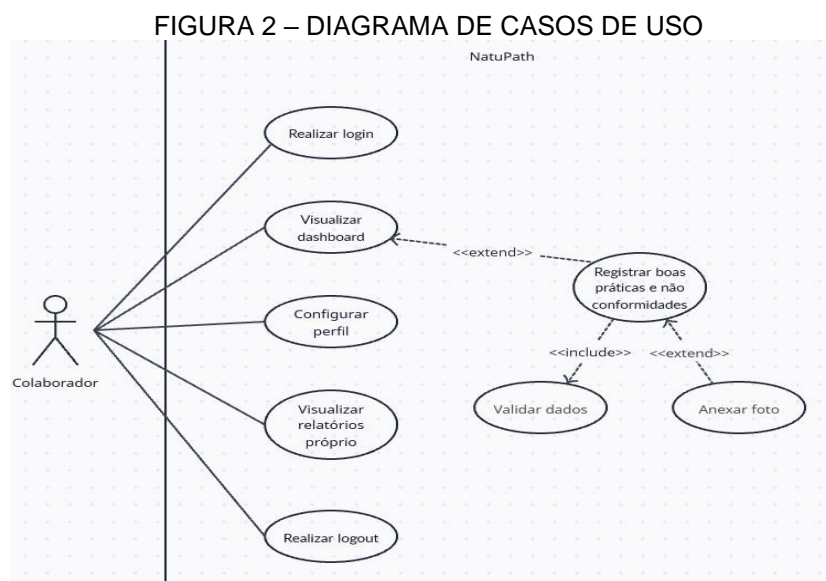 FIGURA 2 – DIAGRAMA DE CASOS DE USO
NatuPath
Realizar login
Visualizar
dashboard
<<extend>>
Registrar boas
práticas e não
conformidades
Configurar
perfil
<<include>>
<<extend>>
Colaborador
Visualizar
relatórios
próprio
Validar dados
Anexar foto
Realizar logout